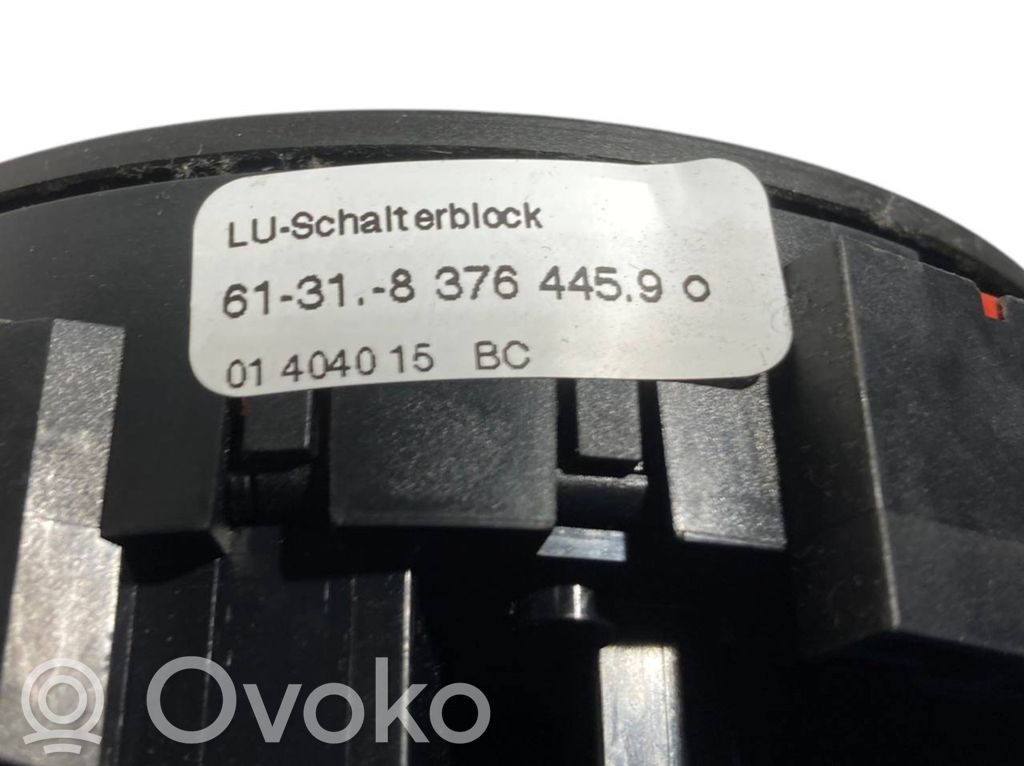 LU-Schalterblock
61-31.-8 376 445.9 o
01 404015 BC
Ovoko